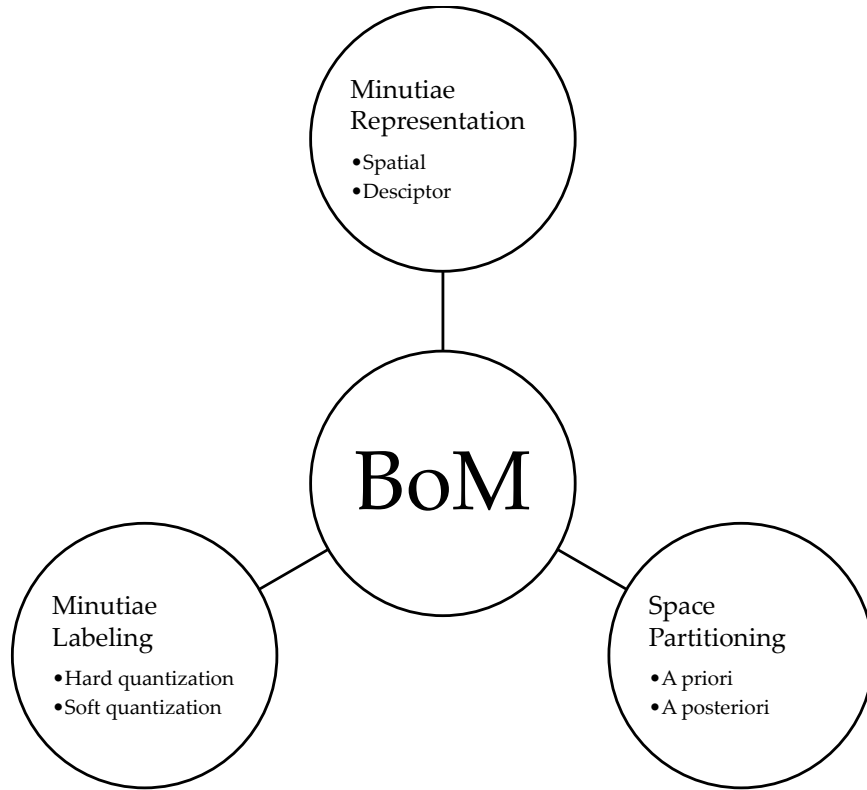 Minutiae
Representation
•Spatial
•Desciptor
BoM
Minutiae
Labeling
•Hard quantization
•Soft quantization
Space
Partitioning
•A priori
•A posteriori